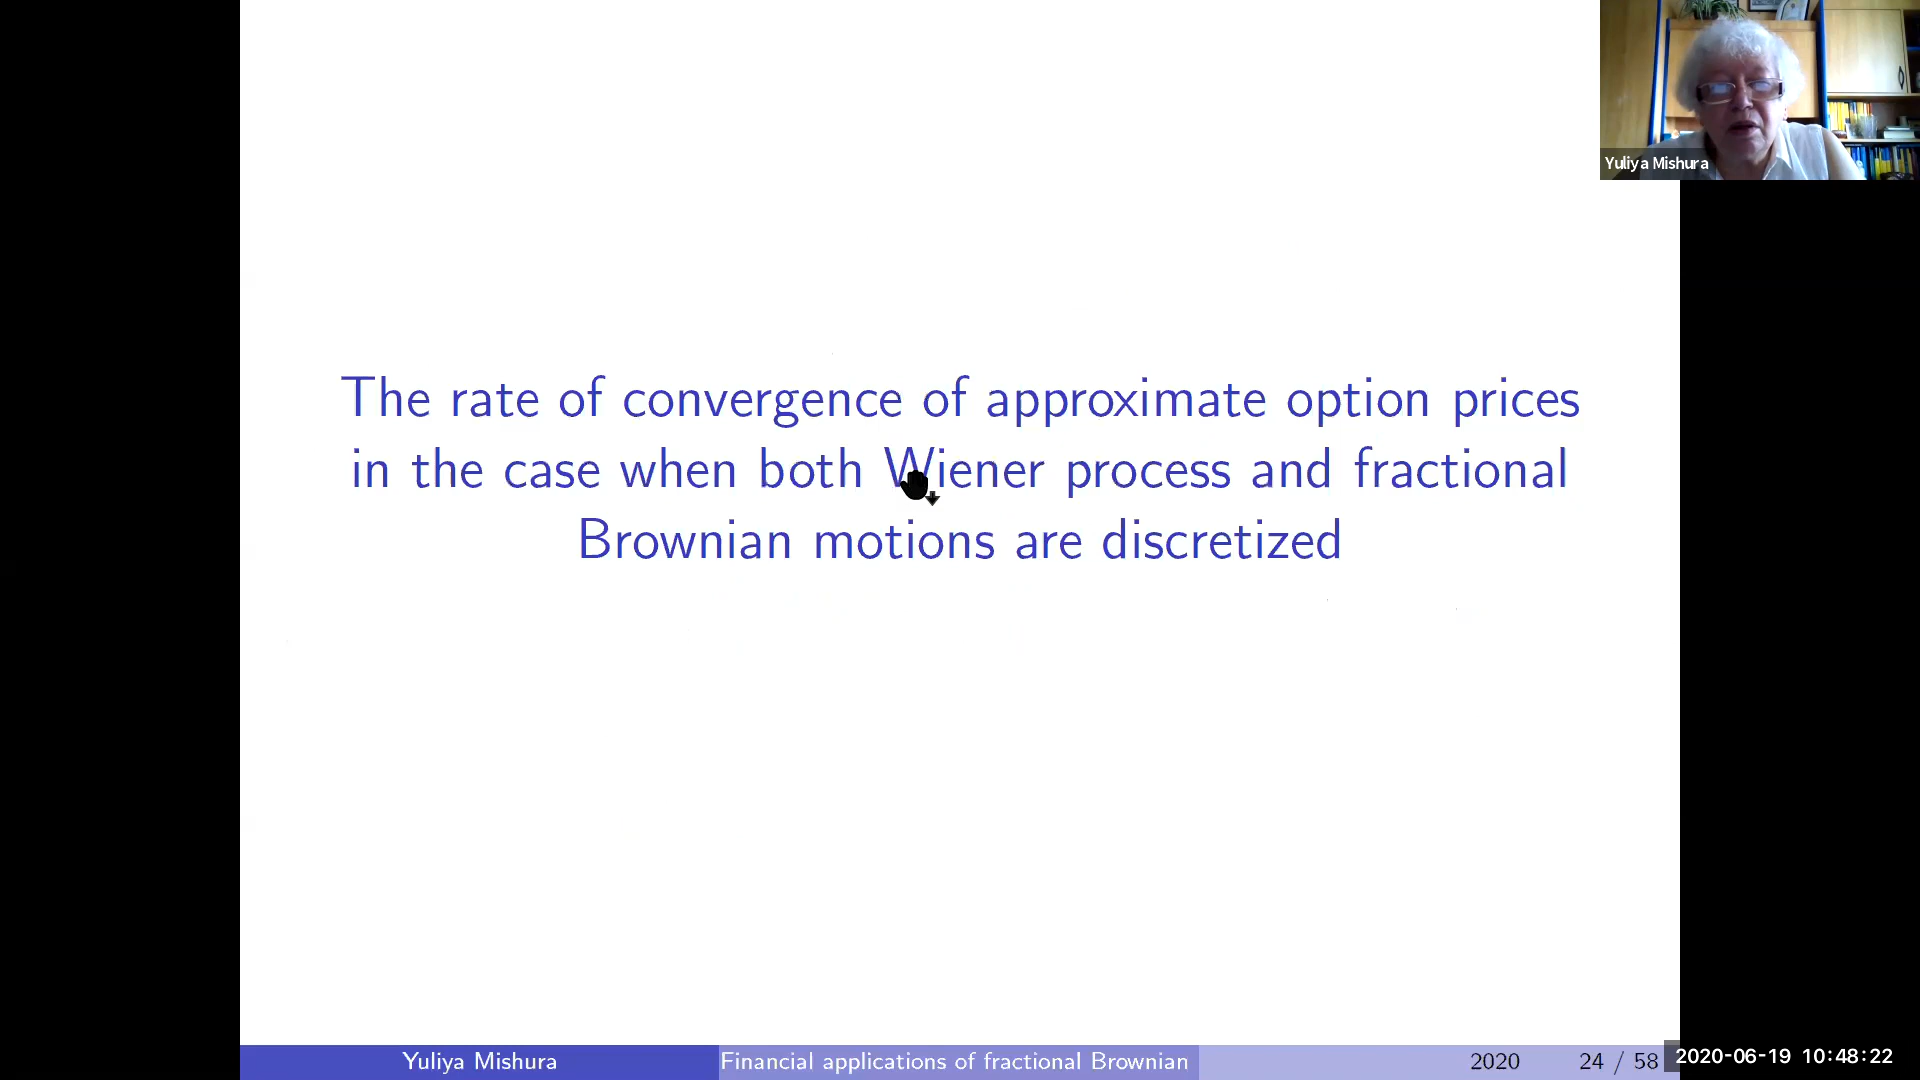 Yuliya Mishura
The rate of convergence of approximate option prices
in the case when both Wiener process and fractional
Brownian motions are discretized
Yuliya Mishura
Financial applications of fractional Brownian
2020
24 / 58
2020-06-19 10:48:22